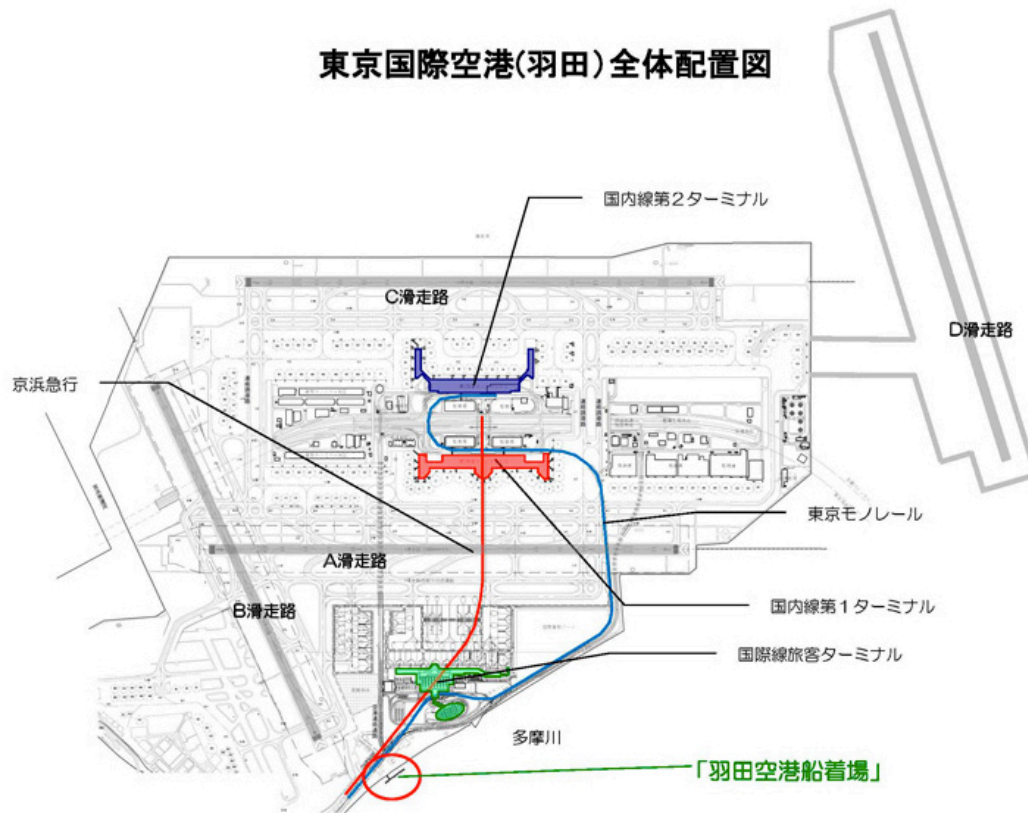 東京国際空港(羽田)全体配置図
国内線第２ターミナル
C滑走路
D滑走路
京浜急行
東京モノレール
A滑走路
B滑走路
国内線第１ターミナル
国際線旅客ターミナル
多摩川
「羽田空港船着場」